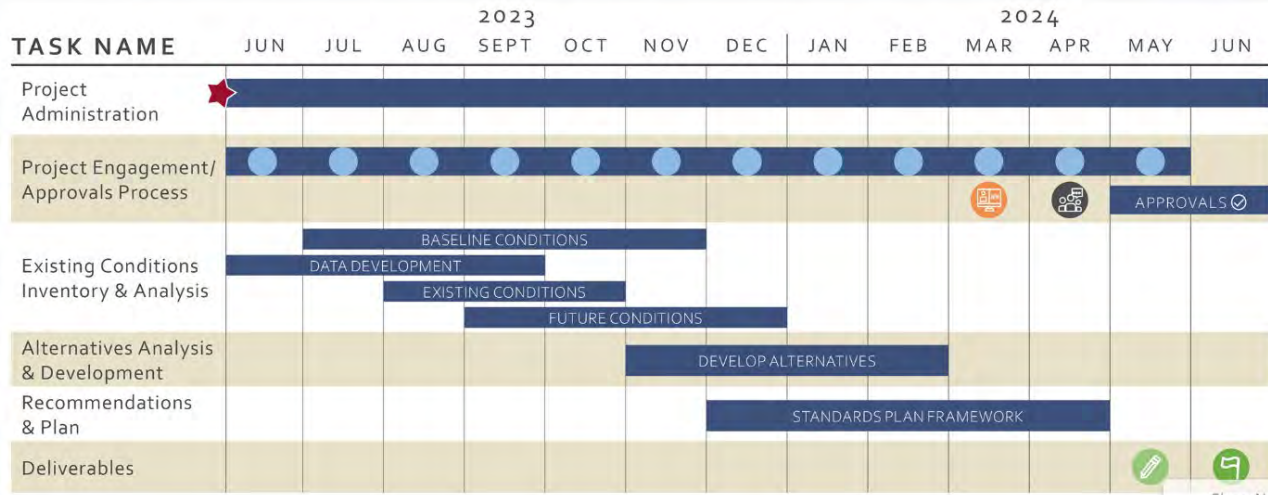 2023 2024
TASK NAME JUN JUL AUG SEPT OCT NOV DEC JAN FEB MAR APR MAY JUN
Project
Administration
Project Engagement/
Approvals Process
APPROVALS
BASELINE CONDITIONS
Existing Conditions
Inventory & Analysis
DATA DEVELOPMENT
EXISTING CONDITIONS
FUTURE CONDITIONS
Alternatives Analysis
& Development
DEVELOP ALTERNATIVES
Recommendations
& Plan
STANDARDS PLAN FRAMEWORK
Deliverables